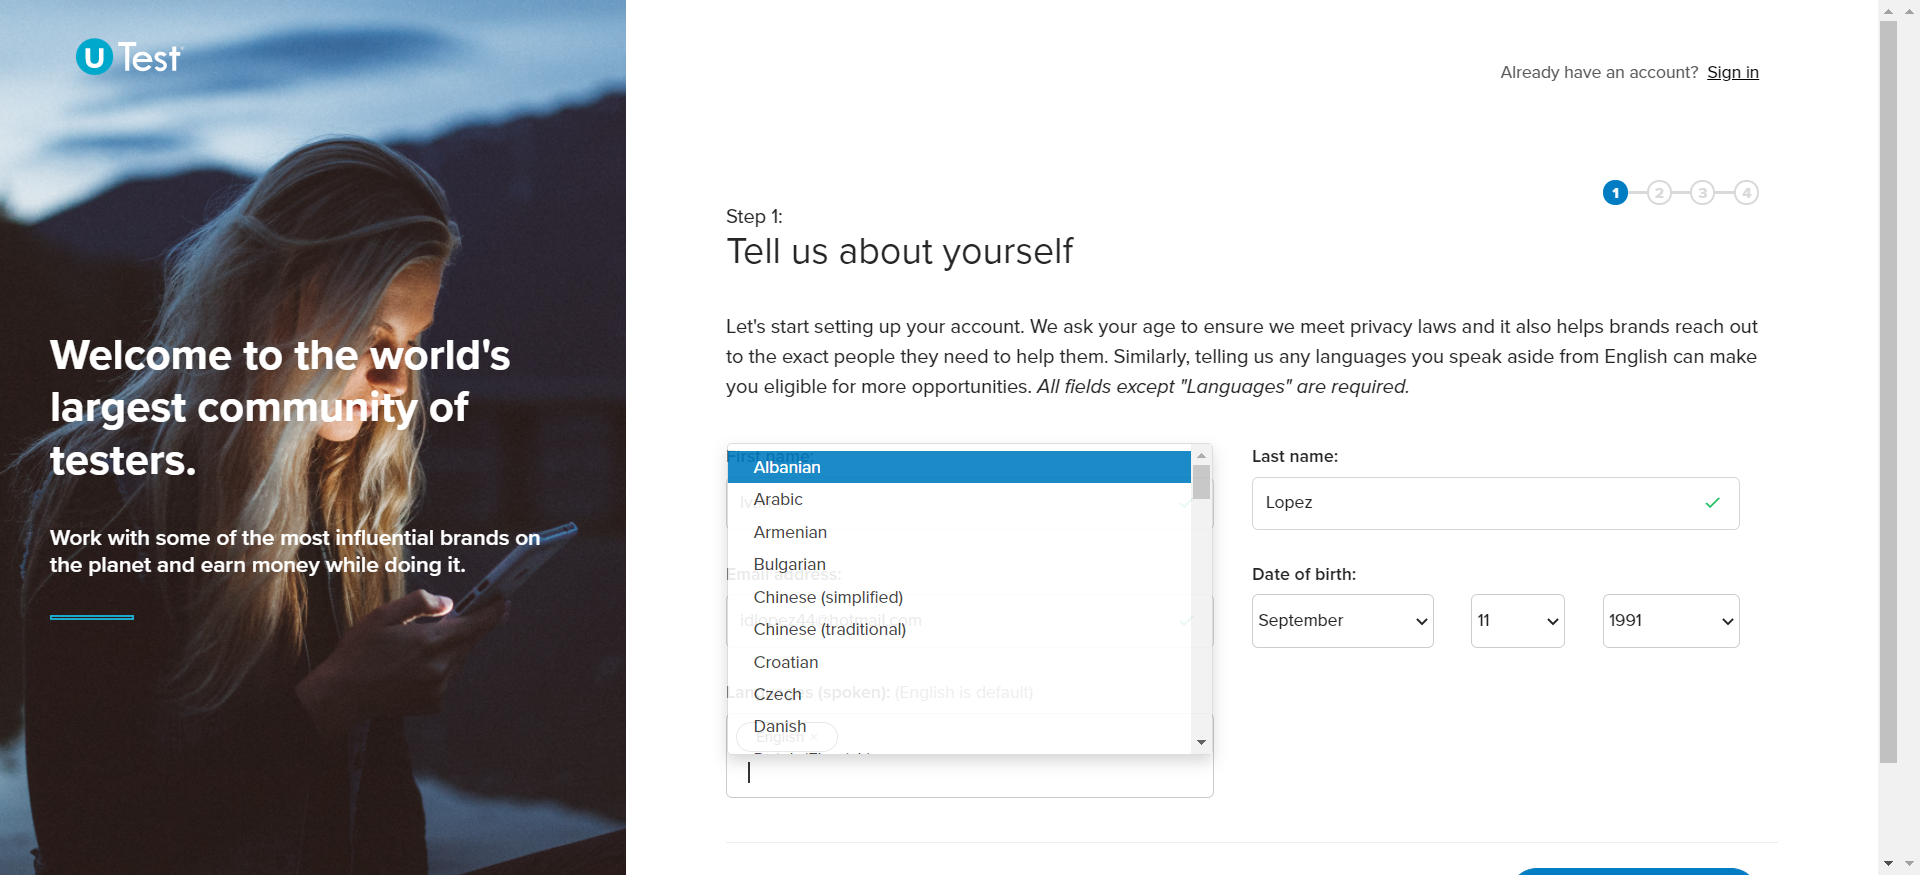 U Test
Welcome to the world's
largest community of
testers.
Work with some of the most influential brands on
the planet and earn money while doing it.
Already have an account? Sign in
1 2 3 4
Step 1:
Tell us about yourself
Let's start setting up your account. We ask your age to ensure we meet privacy laws and it also helps brands reach out
to the exact people they need to help them. Similarly, telling us any languages you speak aside from English can make
you eligible for more opportunities. All fields except "Languages" are required.
First name:
Albanian
Arabic
Armenian
Bulgarian
Email address:
Chinese (simplified)
idlopez44@hotmail.com
Chinese (traditional)
Croatian
Czech
(spoken): (English is default)
Danish
English ×
Last name:
Lopez
Date of birth:
September 11 1991